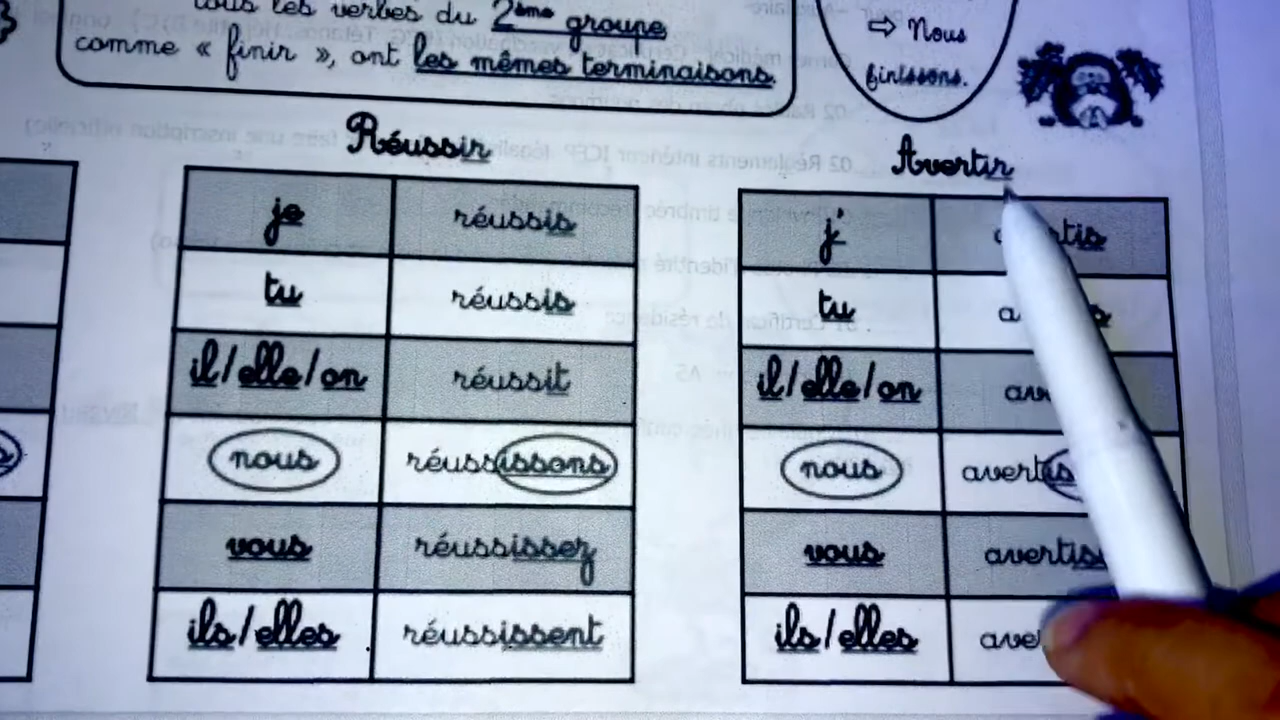 tous les verbes du 2ème groupe
comme « finir », ont les mêmes terminaisons.
⇨ Nous
finissons.
Réussir
je réussis
tu réussis
il/elle/on réussit
nous réussissons
vous réussissez
ils/elles réussissent
Avertir
j'
tu
il/elle/on
nous
vous
ils/elles